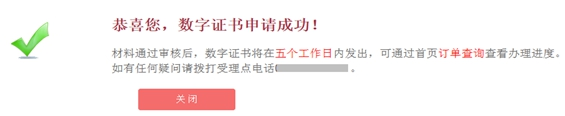 恭喜您，数字证书申请成功！
材料通过审核后，数字证书将在五个工作日内发出，可通过首页订单查询查看办理进度。
如有任何疑问请拨打受理点电话。
关闭